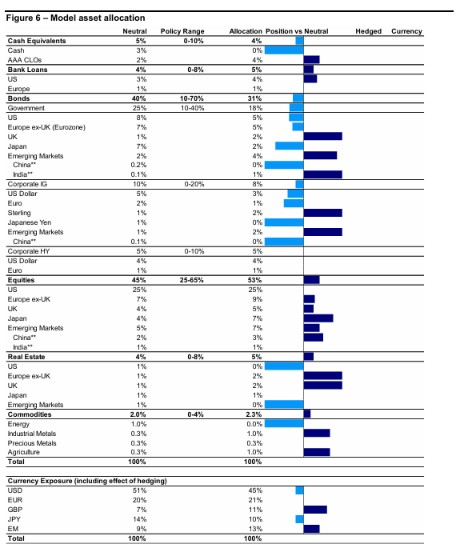 Figure 6 – Model asset allocation
Neutral Policy Range Allocation Position vs Neutral Hedged Currency
Cash Equivalents 5% 0-10% 4%
Cash 3% 0%
AAA CLOs 2% 4%
Bank Loans 4% 0-8% 5%
US 3% 4%
Europe 1% 1%
Bonds 40% 10-70% 31%
Government 25% 10-40% 18%
US 8% 5%
Europe ex-UK (Eurozone) 7% 5%
UK 1% 2%
Japan 7% 2%
Emerging Markets 2% 4%
China** 0.2% 0%
India** 0.1% 1%
Corporate IG 10% 0-20% 8%
US Dollar 5% 3%
Euro 2% 1%
Sterling 1% 2%
Japanese Yen 1% 0%
Emerging Markets 1% 2%
China** 0.1% 0%
Corporate HY 5% 0-10% 5%
US Dollar 4% 4%
Euro 1% 1%
Equities 45% 25-65% 53%
US 25% 25%
Europe ex-UK 7% 9%
UK 4% 5%
Japan 4% 7%
Emerging Markets 5% 7%
China** 2% 3%
India** 1% 1%
Real Estate 4% 0-8% 5%
US 1% 0%
Europe ex-UK 1% 2%
UK 1% 2%
Japan 1% 1%
Emerging Markets 1% 0%
Commodities 2.0% 0-4% 2.3%
Energy 1.0% 0.0%
Industrial Metals 0.3% 1.0%
Precious Metals 0.3% 0.3%
Agriculture 0.3% 1.0%
Total 100% 100%
Currency Exposure (including effect of hedging)
USD 51% 45%
EUR 20% 21%
GBP 7% 11%
JPY 14% 10%
EM 9% 13%
Total 100% 100%